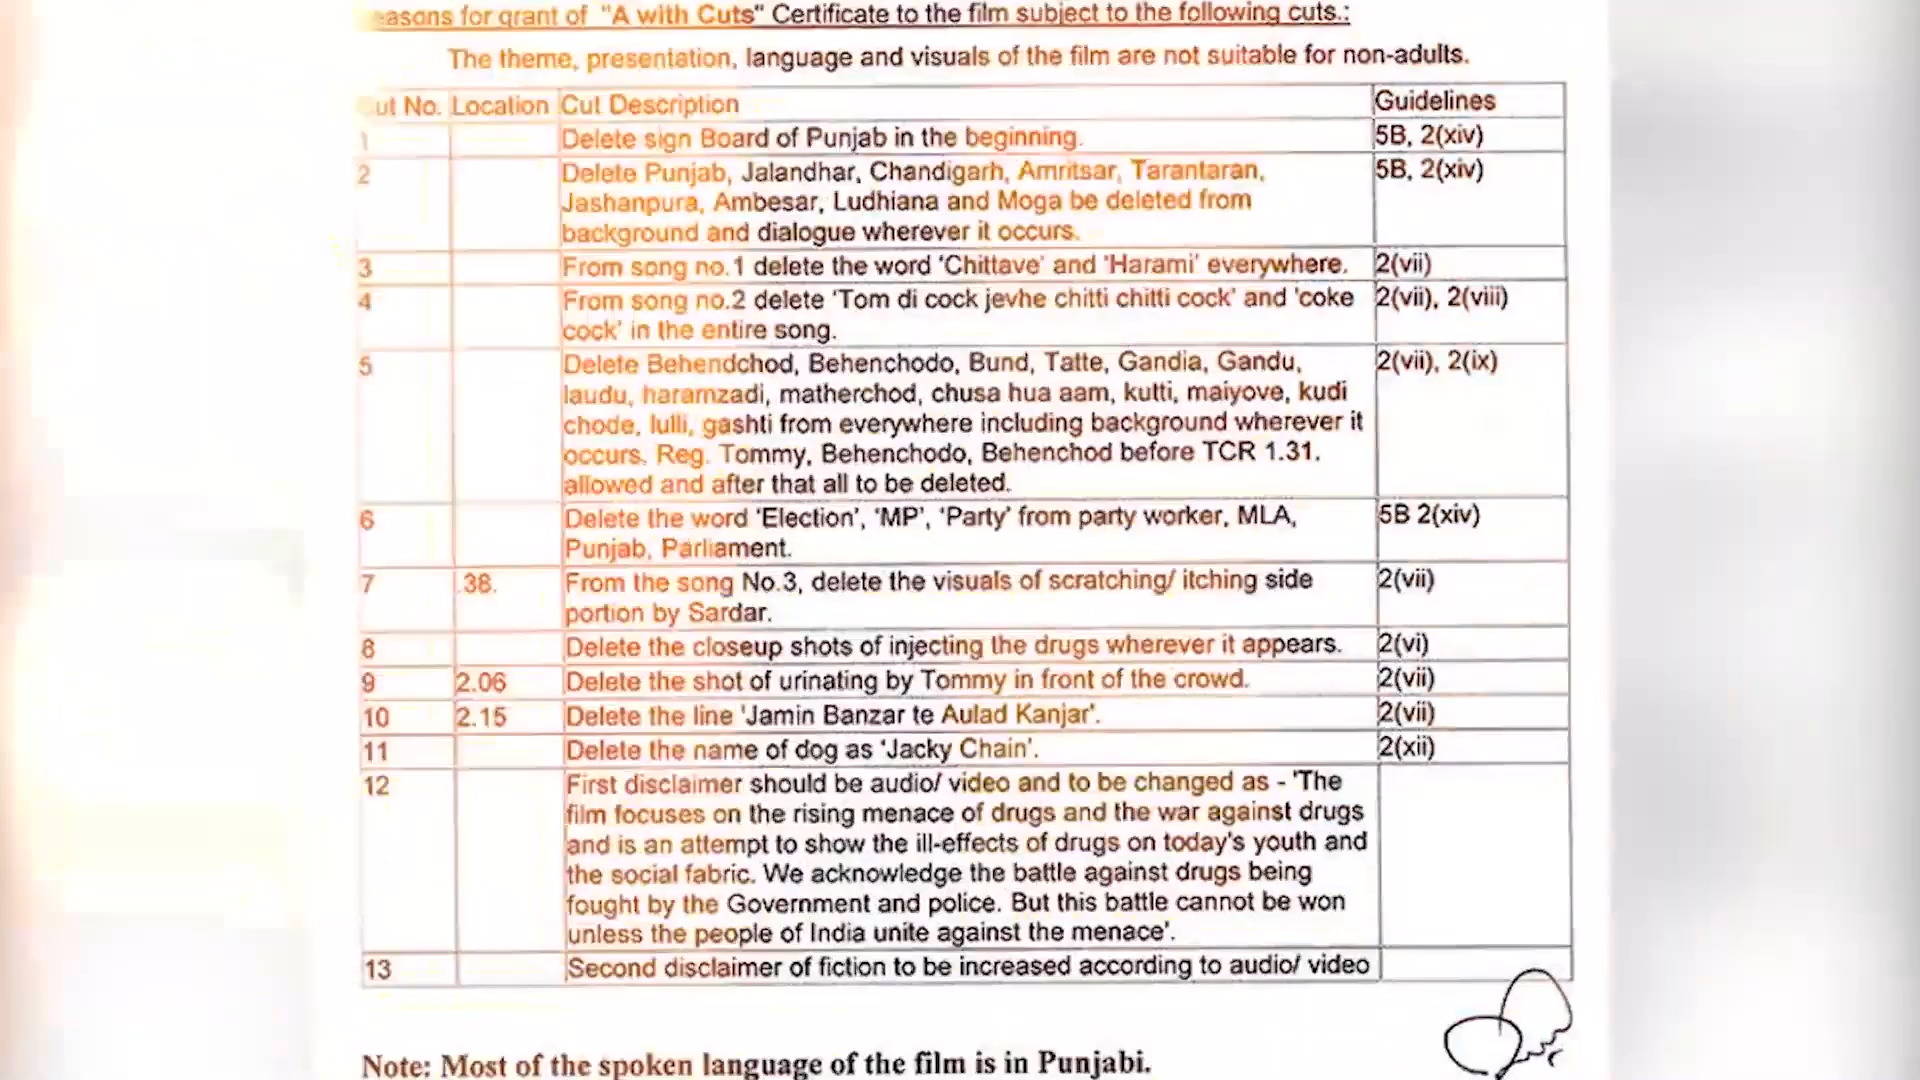 easons for grant of "A with Cuts" Certificate to the film subject to the following cuts.:
The theme, presentation, language and visuals of the film are not suitable for non-adults.
ut No. Location Cut Description Guidelines
1 Delete sign Board of Punjab in the beginning. 5B, 2(xiv)
2 Delete Punjab, Jalandhar, Chandigarh, Amritsar, Tarantaran, 5B, 2(xiv)
Jashanpura, Ambesar, Ludhiana and Moga be deleted from
background and dialogue wherever it occurs.
3 From song no.1 delete the word 'Chittave' and 'Harami' everywhere. 2(vii)
4 From song no.2 delete 'Tom di cock jevhe chitti chitti cock' and 'coke 2(vii), 2(viii)
cock' in the entire song.
5 Delete Behendchod, Behenchodo, Bund, Tatte, Gandia, Gandu, 2(vii), 2(ix)
laudu, haramzadi, matherchod, chusa hua aam, kutti, maiyove, kudi
chode, lulli, gashti from everywhere including background wherever it
occurs. Reg. Tommy, Behenchodo, Behenchod before TCR 1.31.
allowed and after that all to be deleted.
6 Delete the word 'Election', 'MP', 'Party' from party worker, MLA, 5B 2(xiv)
Punjab, Parliament.
7 .38. From the song No.3, delete the visuals of scratching/ itching side 2(vii)
portion by Sardar.
8 Delete the closeup shots of injecting the drugs wherever it appears. 2(vi)
9 2.06 Delete the shot of urinating by Tommy in front of the crowd. 2(vii)
10 2.15 Delete the line 'Jamin Banzar te Aulad Kanjar'. 2(vii)
11 Delete the name of dog as 'Jacky Chain'. 2(xii)
12 First disclaimer should be audio/ video and to be changed as - 'The
film focuses on the rising menace of drugs and the war against drugs
and is an attempt to show the ill-effects of drugs on today's youth and
the social fabric. We acknowledge the battle against drugs being
fought by the Government and police. But this battle cannot be won
unless the people of India unite against the menace'.
13 Second disclaimer of fiction to be increased according to audio/ video
Note: Most of the spoken language of the film is in Punjabi.